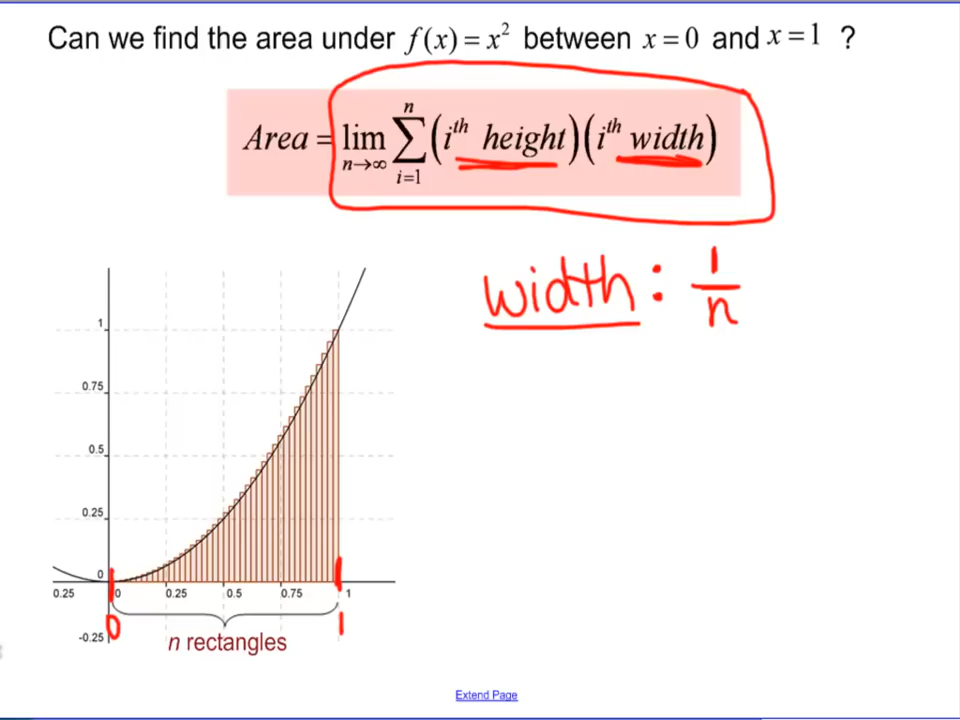 Can we find the area under f(x) = x² between x = 0 and x = 1 ?
Area = lim n→∞ ∑ i=1 n (iᵗʰ height)(iᵗʰ width)
width : 1/n
1
0.75
0.5
0.25
0
0.25 0 0.25 0.5 0.75 1
-0.25
0 1
n rectangles
Extend Page